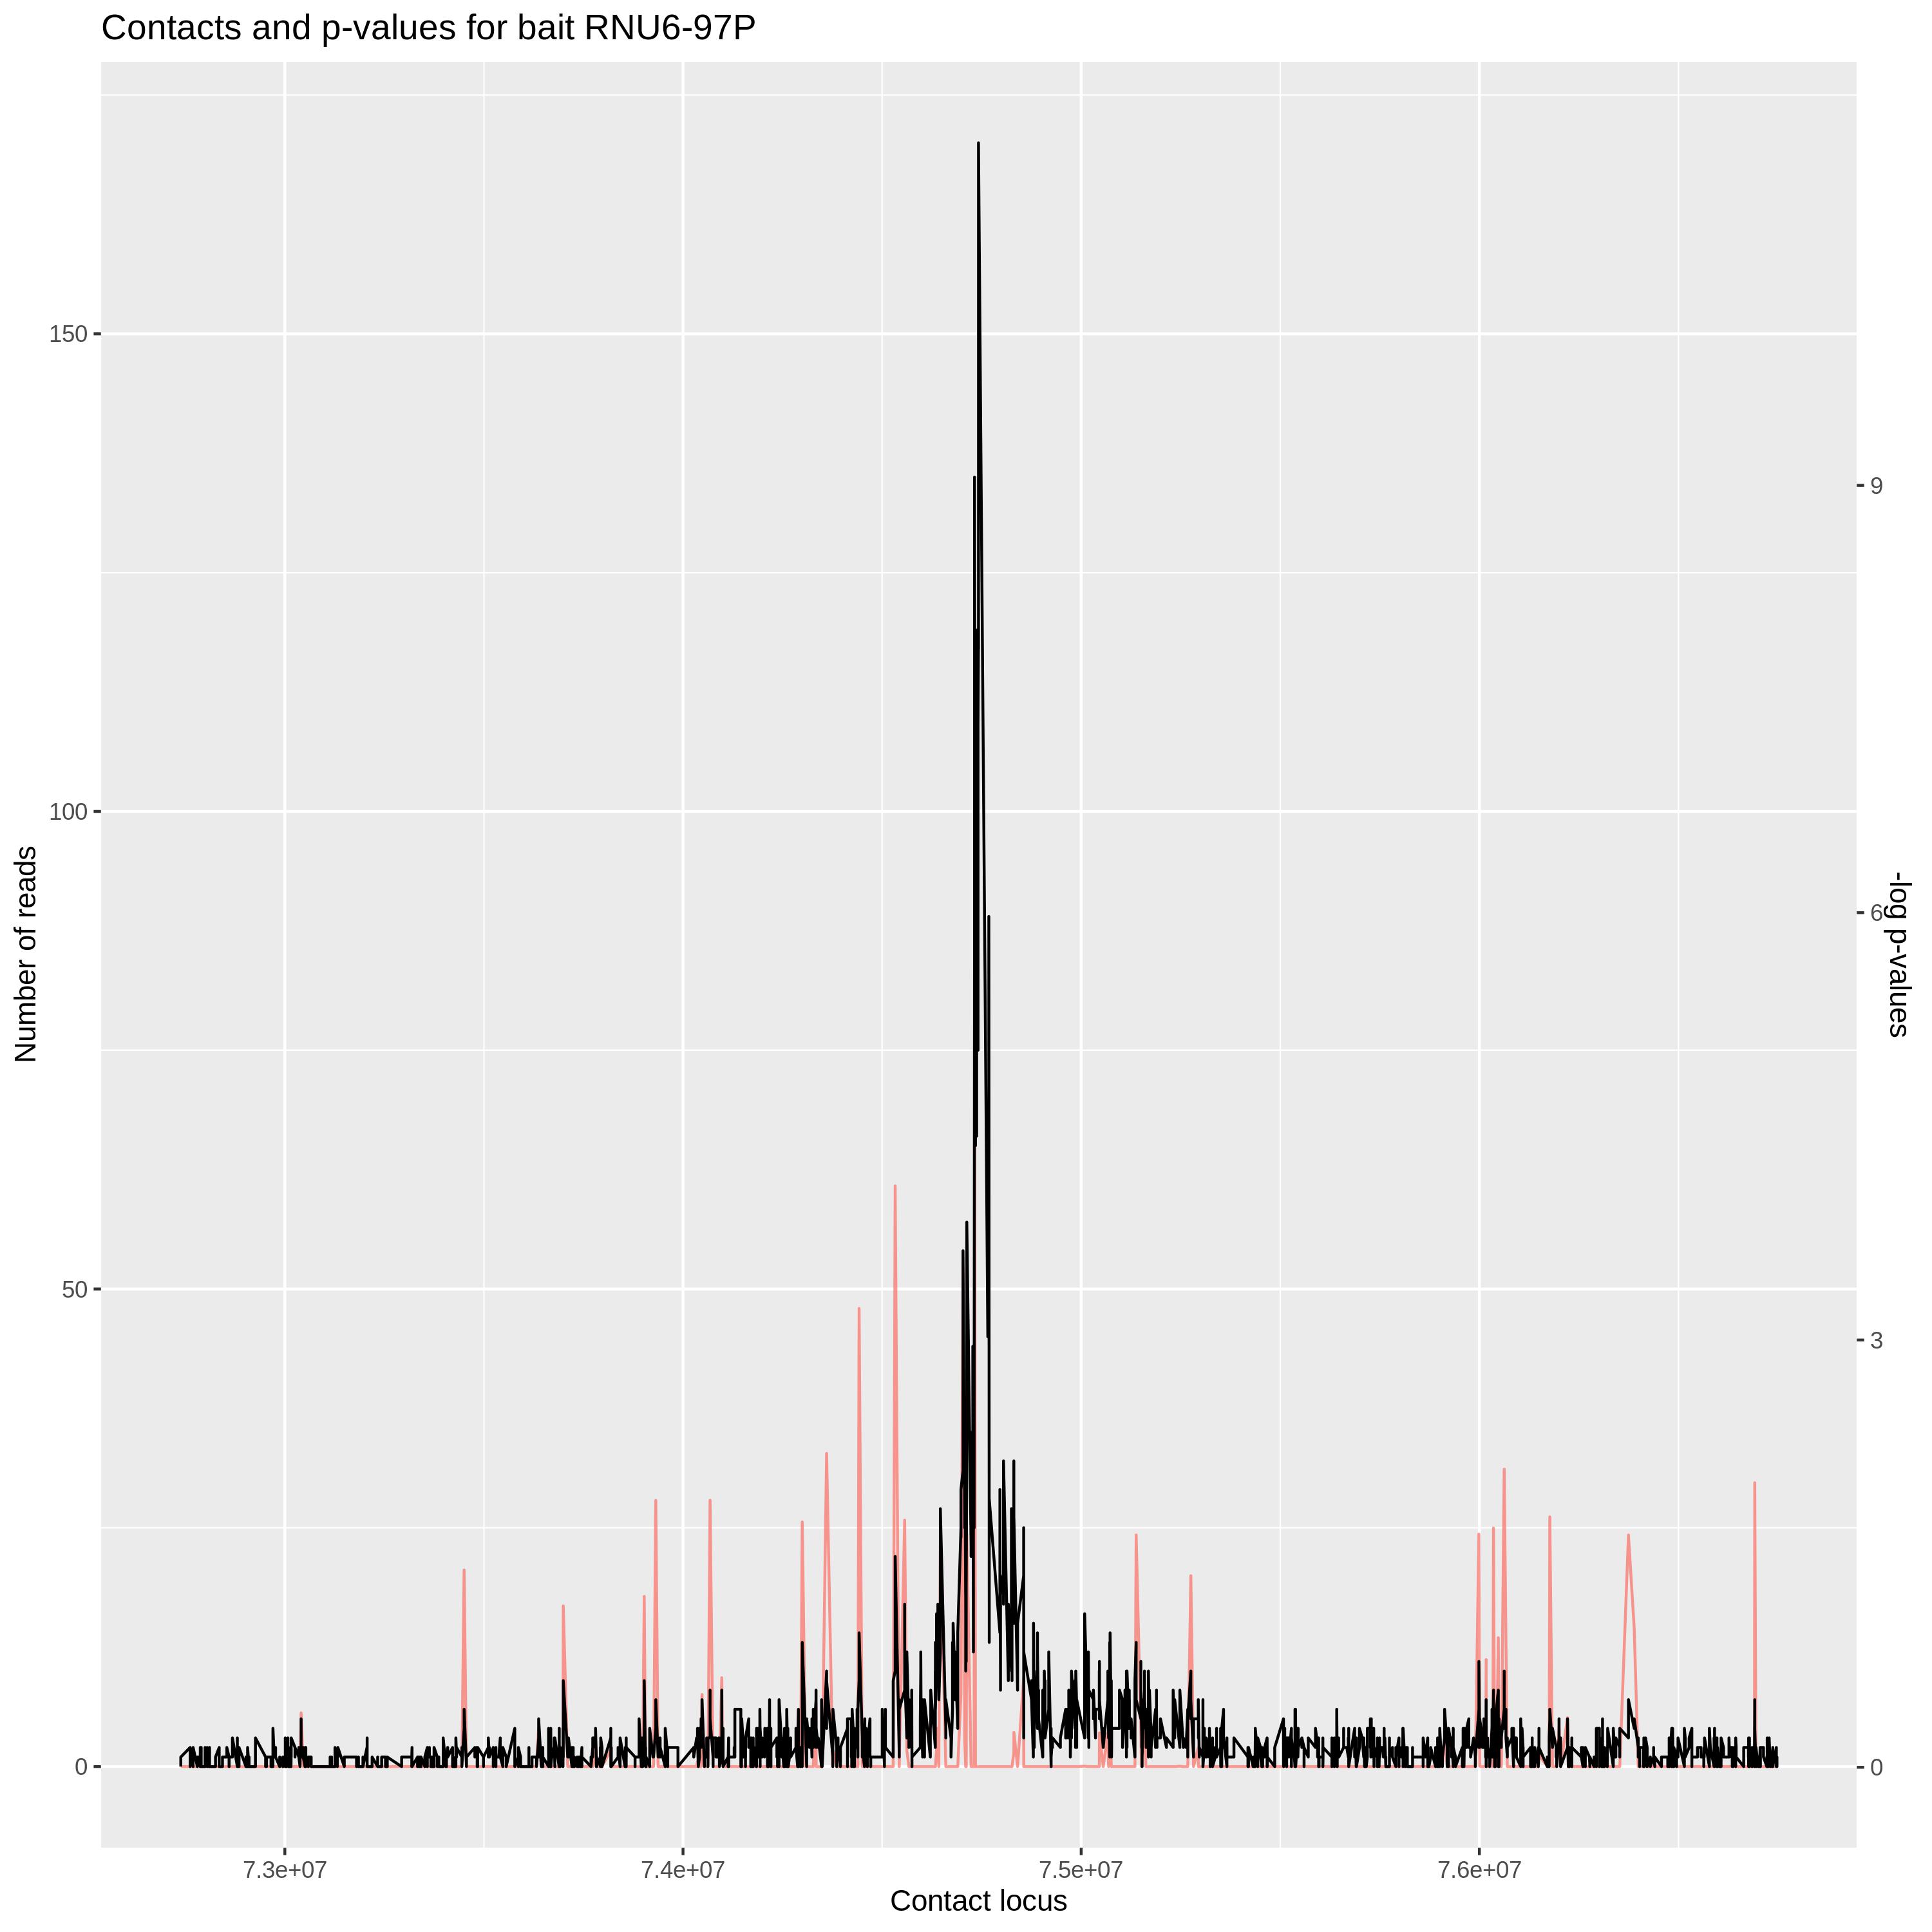 Contacts and p-values for bait RNU6-97P
150
100
50
0
Number of reads
9
6
3
0
-log p-values
7.3e+07
7.4e+07
7.5e+07
7.6e+07
Contact locus